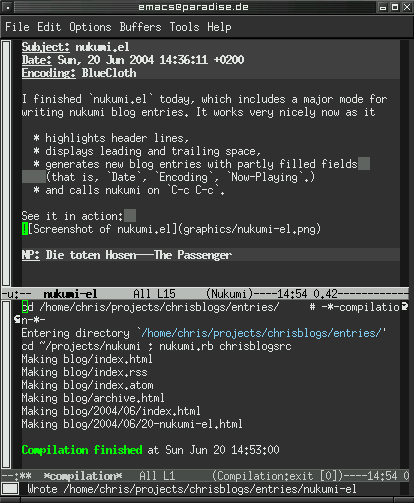 emacs@paradise.de
File Edit Options Buffers Tools Help
Subject: nukumi.el
Date: Sun, 20 Jun 2004 14:36:11 +0200
Encoding: BlueCloth
I finished `nukumi.el` today, which includes a major mode for
writing nukumi blog entries. It works very nicely now as it
* highlights header lines,
* displays leading and trailing space,
* generates new blog entries with partly filled fields
(that is, `Date`, `Encoding`, `Now-Playing`.)
* and calls nukumi on `C-c C-c`.
See it in action:
![Screenshot of nukumi.el](graphics/nukumi-el.png)
NP: Die toten Hosen---The Passenger
-u:-- nukumi-el All L15 (Nukumi)----14:54 0.42----------
cd /home/chris/projects/chrisblogs/entries/ # -*-compilatio
n-*-
Entering directory `/home/chris/projects/chrisblogs/entries/'
cd ~/projects/nukumi ; nukumi.rb chrisblogsrc
Making blog/index.html
Making blog/index.rss
Making blog/index.atom
Making blog/archive.html
Making blog/2004/06/index.html
Making blog/2004/06/20-nukumi-el.html
Compilation finished at Sun Jun 20 14:53:00
--:** *compilation* All L1 (Compilation:exit [0])----14:54 0
Wrote /home/chris/projects/chrisblogs/entries/nukumi-el